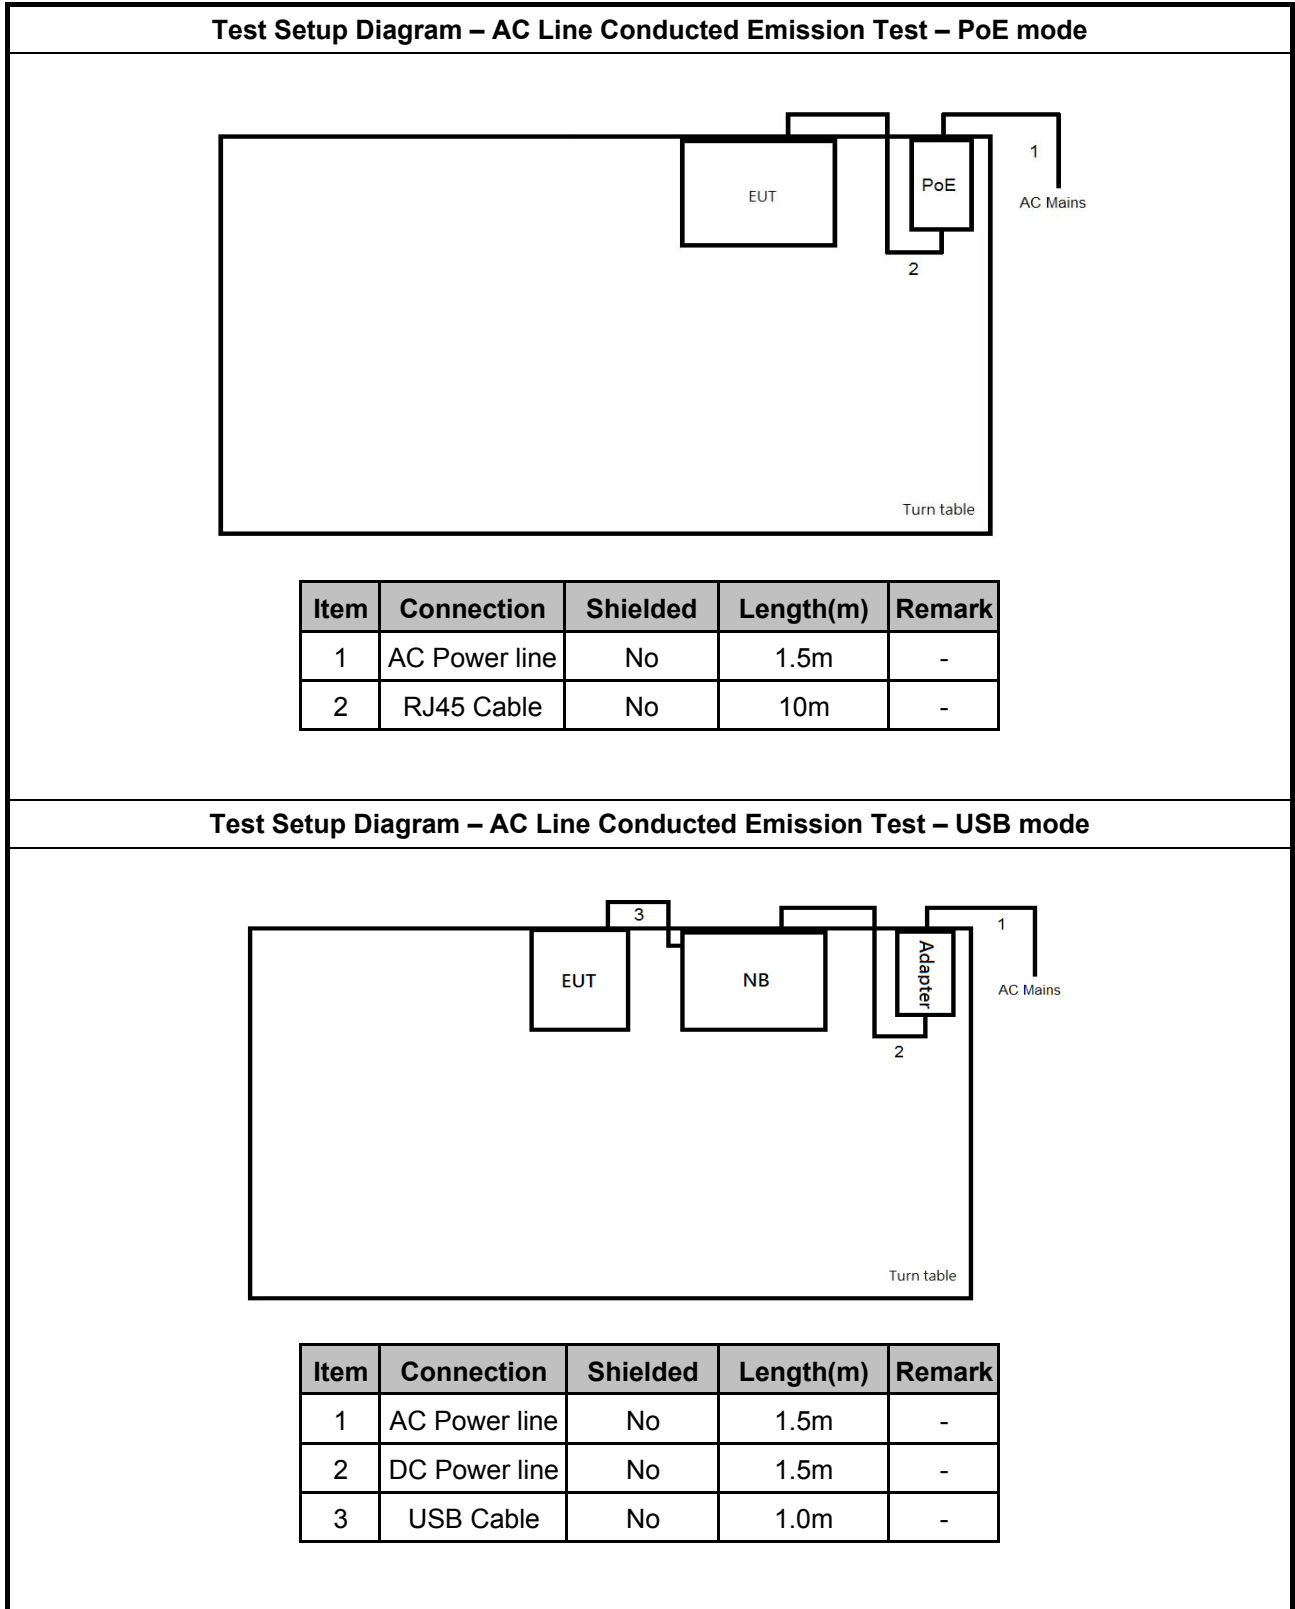 Test Setup Diagram – AC Line Conducted Emission Test – PoE mode
1
PoE
EUT
AC Mains
2
Turn table
Item Connection Shielded Length(m) Remark
1 AC Power line No 1.5m -
2 RJ45 Cable No 10m -
Test Setup Diagram – AC Line Conducted Emission Test – USB mode
3
1
Adapter
EUT
NB
AC Mains
2
Turn table
Item Connection Shielded Length(m) Remark
1 AC Power line No 1.5m -
2 DC Power line No 1.5m -
3 USB Cable No 1.0m -